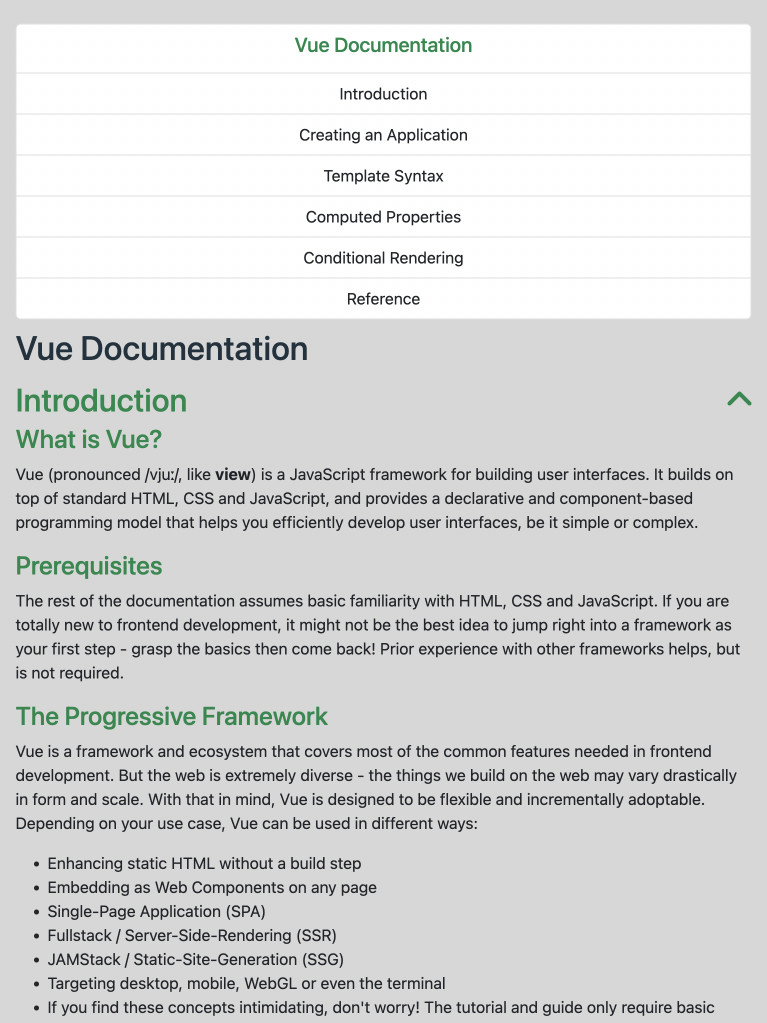 Vue Documentation
Introduction
Creating an Application
Template Syntax
Computed Properties
Conditional Rendering
Reference
Vue Documentation
Introduction
What is Vue?
Vue (pronounced /vjuː/, like view) is a JavaScript framework for building user interfaces. It builds on
top of standard HTML, CSS and JavaScript, and provides a declarative and component-based
programming model that helps you efficiently develop user interfaces, be it simple or complex.
Prerequisites
The rest of the documentation assumes basic familiarity with HTML, CSS and JavaScript. If you are
totally new to frontend development, it might not be the best idea to jump right into a framework as
your first step - grasp the basics then come back! Prior experience with other frameworks helps, but
is not required.
The Progressive Framework
Vue is a framework and ecosystem that covers most of the common features needed in frontend
development. But the web is extremely diverse - the things we build on the web may vary drastically
in form and scale. With that in mind, Vue is designed to be flexible and incrementally adoptable.
Depending on your use case, Vue can be used in different ways:
• Enhancing static HTML without a build step
• Embedding as Web Components on any page
• Single-Page Application (SPA)
• Fullstack / Server-Side-Rendering (SSR)
• JAMStack / Static-Site-Generation (SSG)
• Targeting desktop, mobile, WebGL or even the terminal
• If you find these concepts intimidating, don't worry! The tutorial and guide only require basic